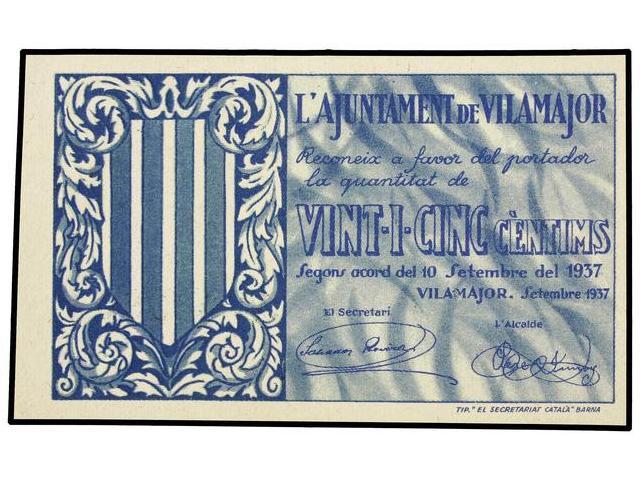 L'AJUNTAMENT DE VILAMAJOR
Reconeix a favor del portador
la quantitat de
VINT-I-CINC CÈNTIMS
Segons acord del 10 Setembre del 1937
VILAMAJOR. Setembre 1937
El Secretari
L'Alcalde
TIP. "EL SECRETARIAT CATALÀ" BARNA